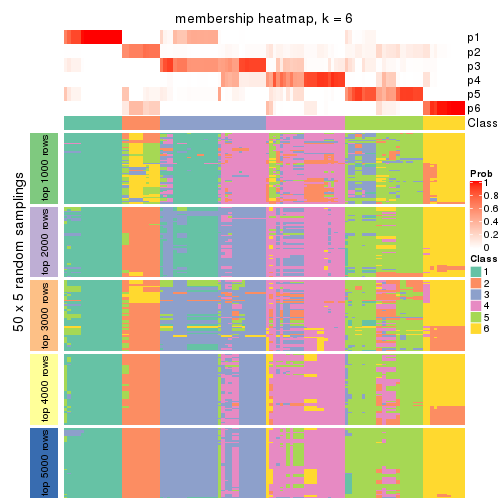 membership heatmap, k = 6
p1
p2
p3
p4
p5
p6
Class
50 x 5 random samplings
top 1000 rows
top 2000 rows
top 3000 rows
top 4000 rows
top 5000 rows
Prob
1
0.8
0.6
0.4
0.2
0
Class
1
2
3
4
5
6